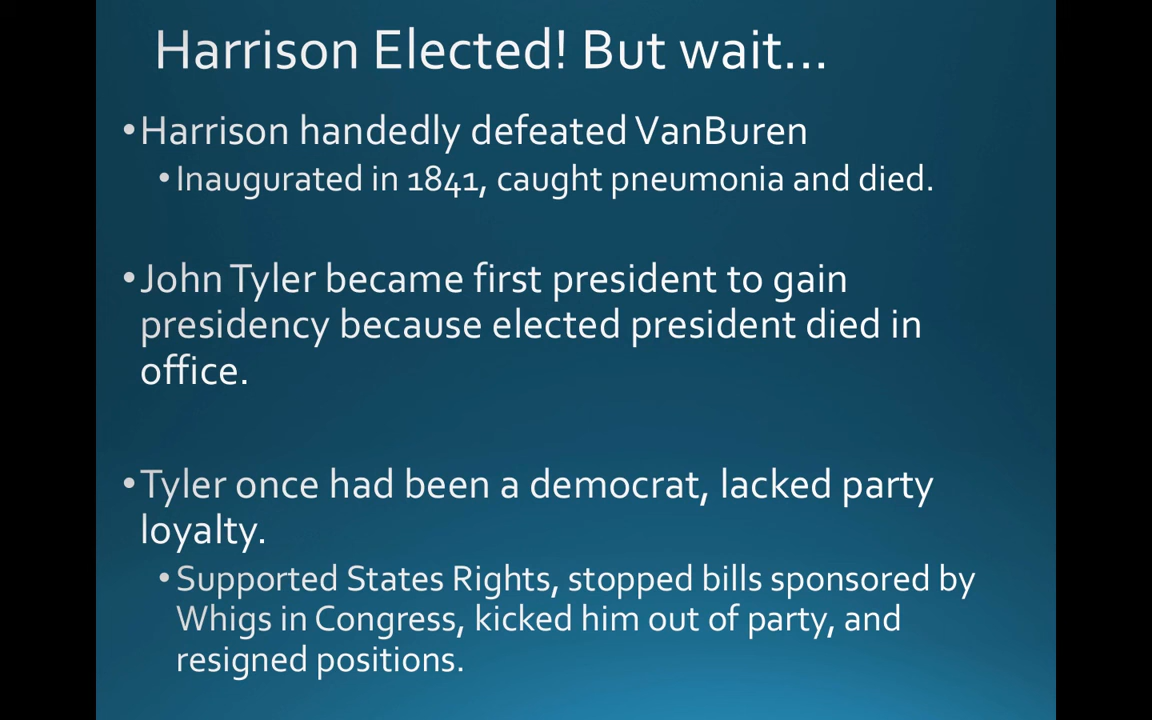 Harrison Elected! But wait...
•Harrison handedly defeated VanBuren
•Inaugurated in 1841, caught pneumonia and died.
•John Tyler became first president to gain
presidency because elected president died in
office.
•Tyler once had been a democrat, lacked party
loyalty.
•Supported States Rights, stopped bills sponsored by
Whigs in Congress, kicked him out of party, and
resigned positions.